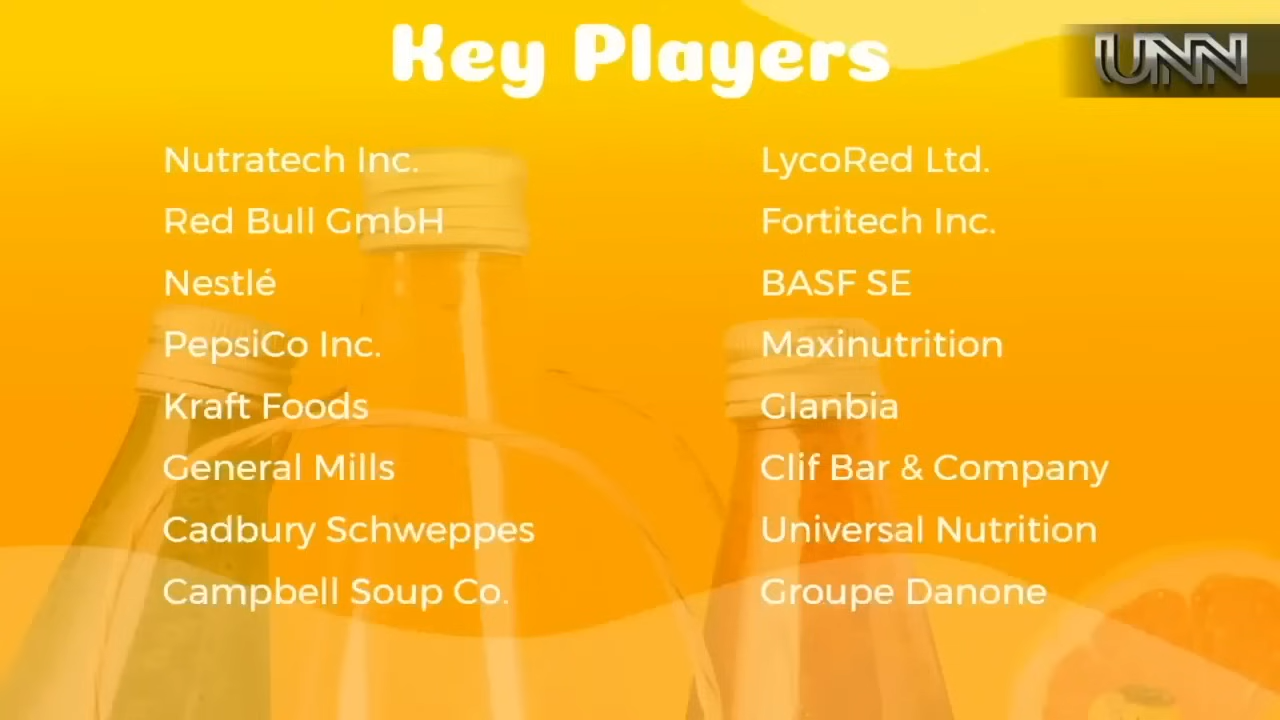 Key Players
UNN
Nutratech Inc.
Red Bull GmbH
Nestlé
PepsiCo Inc.
Kraft Foods
General Mills
Cadbury Schweppes
Campbell Soup Co.
LycoRed Ltd.
Fortitech Inc.
BASF SE
Maxinutrition
Glanbia
Clif Bar & Company
Universal Nutrition
Groupe Danone